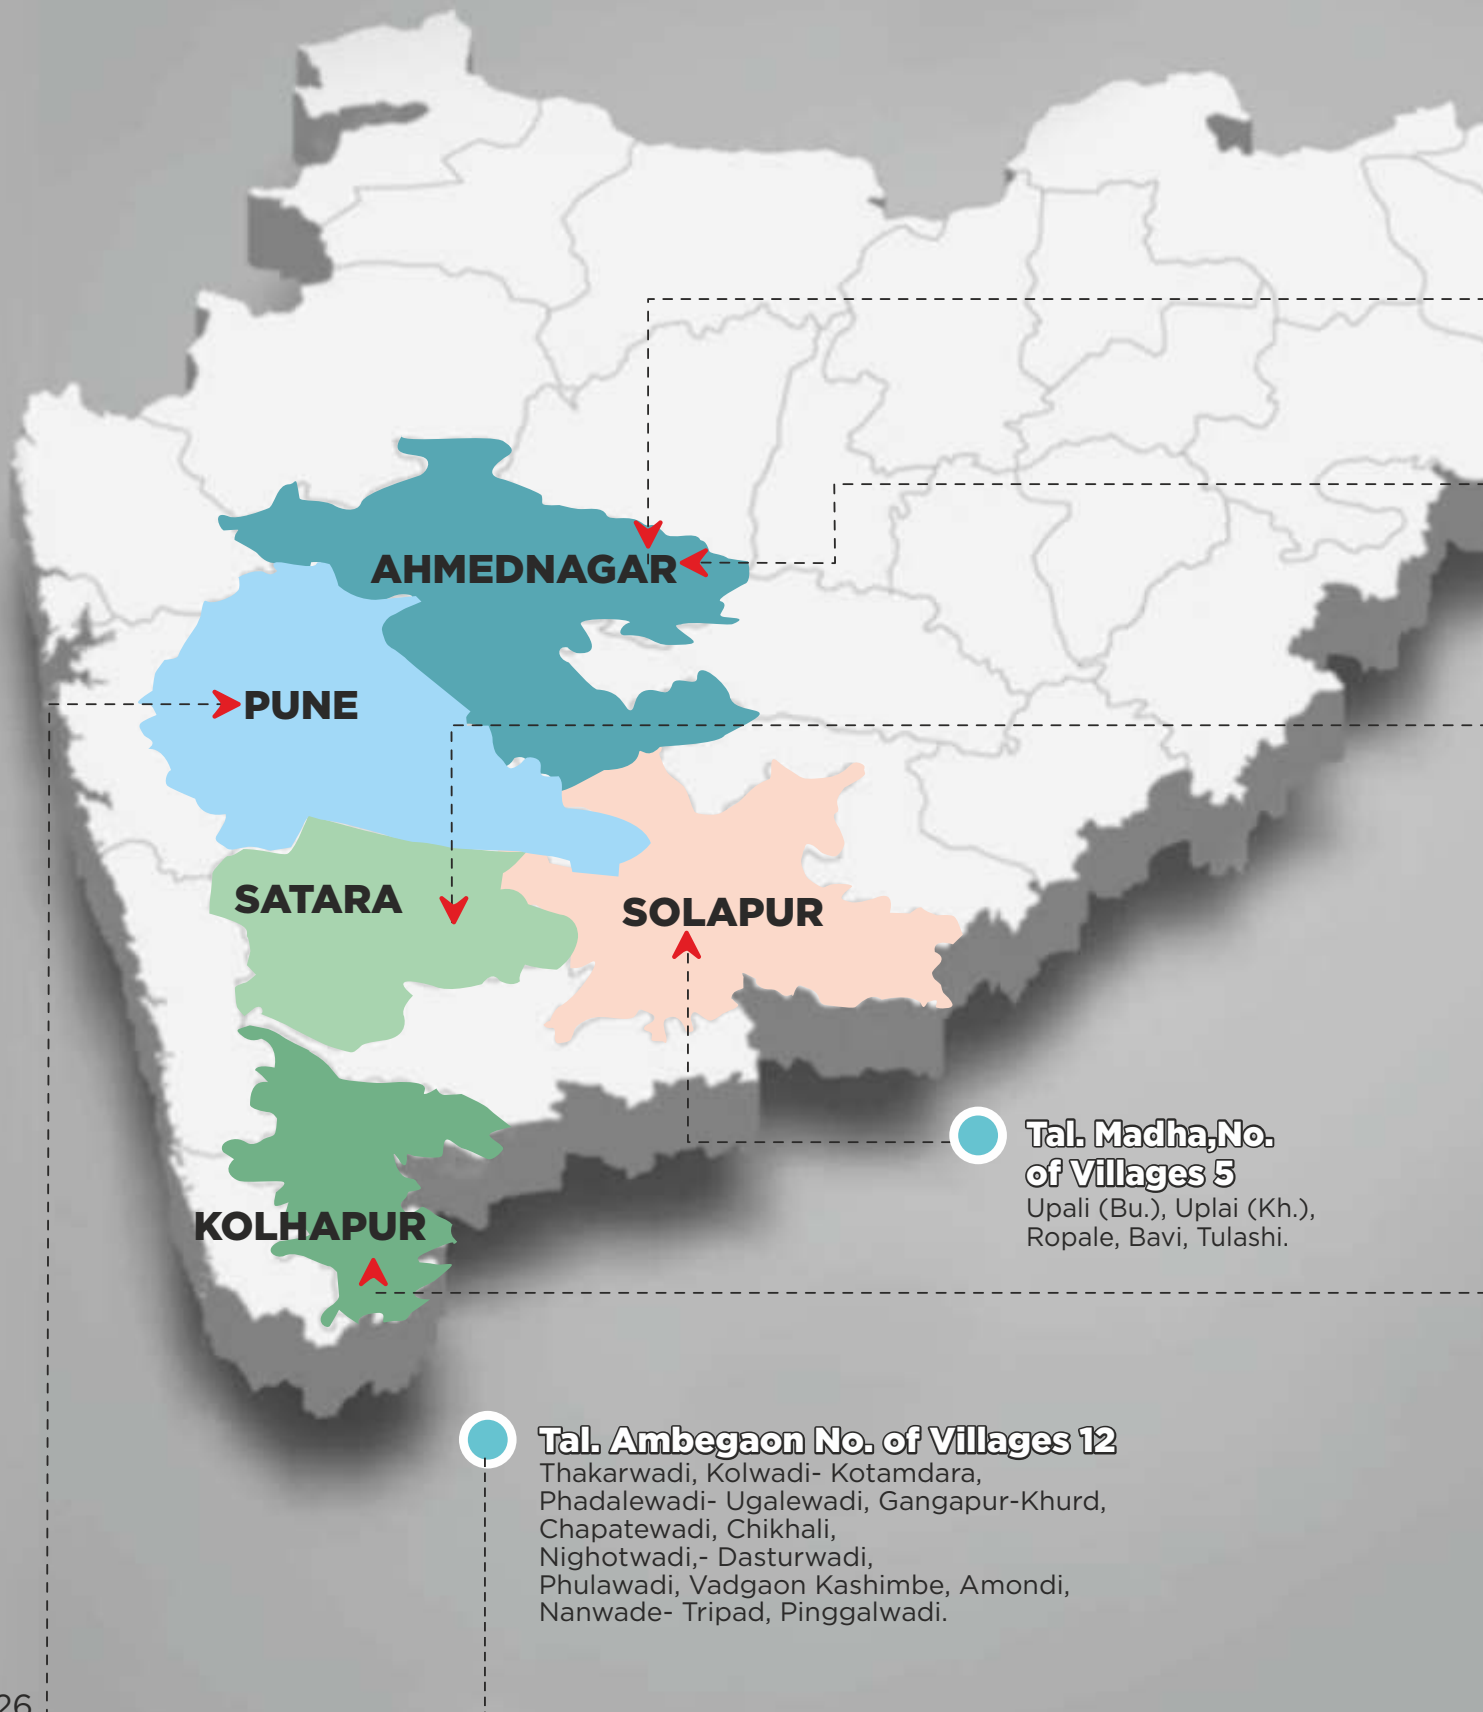 AHMEDNAGAR
PUNE
SATARA
SOLAPUR
KOLHAPUR
Tal. Madha,No.
of Villages 5
Upali (Bu.), Uplai (Kh.),
Ropale, Bavi, Tulashi.
Tal. Ambegaon No. of Villages 12
Thakarwadi, Kolwadi- Kotamdara,
Phadalewadi- Ugalewadi, Gangapur-Khurd,
Chapatewadi, Chikhali,
Nighotwadi,- Dasturwadi,
Phulawadi, Vadgaon Kashimbe, Amondi,
Nanwade- Tripad, Pinggalwadi.
26